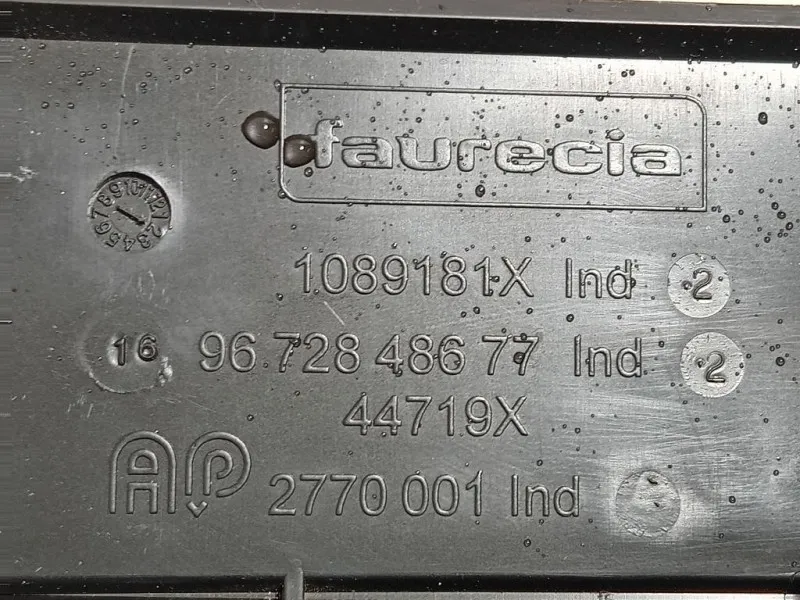 faurecia
1089181X Ind 2
16 96 728 486 77 Ind 2
44719X
AP 2770 001 Ind